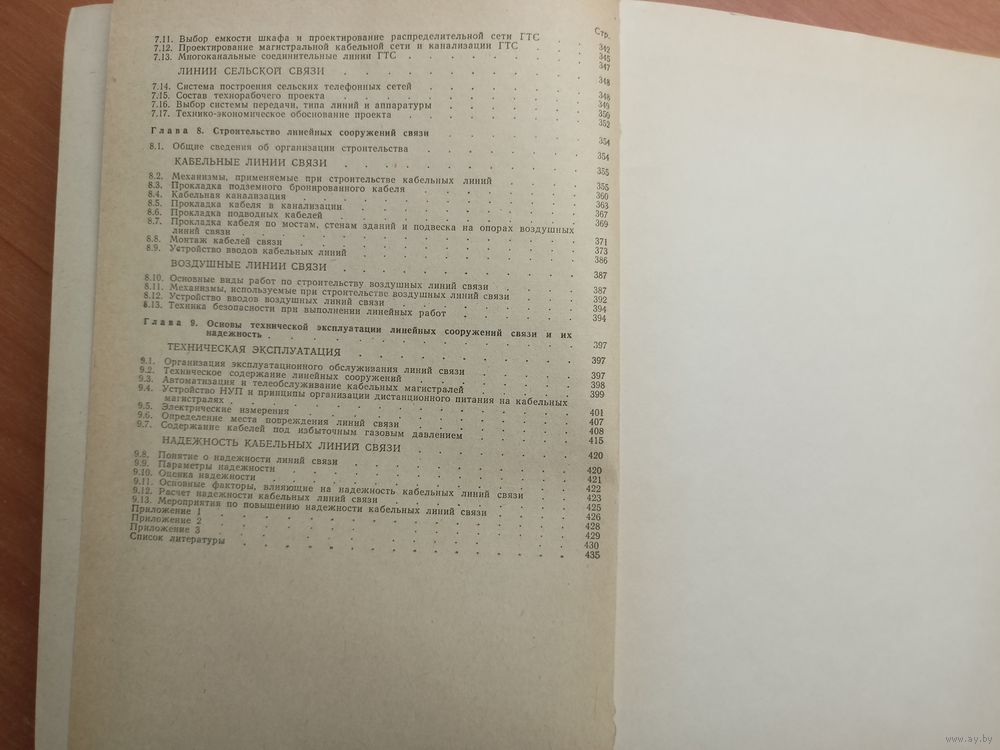 Стр.
7.11. Выбор емкости шкафа и проектирование распределительной сети ГТС 342
7.12. Проектирование магистральной кабельной сети и канализации ГТС . . . 345
7.13. Многоканальные соединительные линии ГТС . . . . . . . 347
ЛИНИИ СЕЛЬСКОЙ СВЯЗИ . . . . . . . . . . 348
7.14. Система построения сельских телефонных сетей . . . . . . . 348
7.15. Состав технорабочего проекта . . . . . . . . . . 349
7.16. Выбор системы передачи, типа линий и аппаратуры . . . . . . 350
7.17. Технико-экономическое обоснование проекта . . . . . . . 352
Глава 8. Строительство линейных сооружений связи . . . . . . 354
8.1. Общие сведения об организации строительства . . . . . . . 354
КАБЕЛЬНЫЕ ЛИНИИ СВЯЗИ . . . . . . . . . . 355
8.2. Механизмы, применяемые при строительстве кабельных линий . . . . 355
8.3. Прокладка подземного бронированного кабеля . . . . . . . 360
8.4. Кабельная канализация . . . . . . . . . . . 363
8.5. Прокладка кабеля в канализации . . . . . . . . . 367
8.6. Прокладка подводных кабелей . . . . . . . . . . 369
8.7. Прокладка кабеля по мостам, стенам зданий и подвеска на опорах воздушных
линий связи . . . . . . . . . . . . . 371
8.8. Монтаж кабелей связи . . . . . . . . . . . 373
8.9. Устройство вводов кабельных линий . . . . . . . . . 386
ВОЗДУШНЫЕ ЛИНИИ СВЯЗИ . . . . . . . . . . 387
8.10. Основные виды работ по строительству воздушных линий связи . . . . 387
8.11. Механизмы, используемые при строительстве воздушных линий связи . . . 392
8.12. Устройство вводов воздушных линий связи . . . . . . . . 394
8.13. Техника безопасности при выполнении линейных работ . . . . . 394
Глава 9. Основы технической эксплуатации линейных сооружений связи и их
надежность . . . . . . . . . . . . . 397
ТЕХНИЧЕСКАЯ ЭКСПЛУАТАЦИЯ . . . . . . . . . 397
9.1. Организация эксплуатационного обслуживания линий связи . . . . . 397
9.2. Техническое содержание линейных сооружений . . . . . . . 398
9.3. Автоматизация и телеобслуживание кабельных магистралей . . . . . 399
9.4. Устройство НУП и принципы организации дистанционного питания на кабельных
магистралях . . . . . . . . . . . . . 401
9.5. Электрические измерения . . . . . . . . . . 407
9.6. Определение места повреждения линий связи . . . . . . . 408
9.7. Содержание кабелей под избыточным газовым давлением . . . . . 415
НАДЕЖНОСТЬ КАБЕЛЬНЫХ ЛИНИЙ СВЯЗИ . . . . . . . 420
9.8. Понятие о надежности линий связи . . . . . . . . . 420
9.9. Параметры надежности . . . . . . . . . . . 421
9.10. Оценка надежности . . . . . . . . . . . . 422
9.11. Основные факторы, влияющие на надежность кабельных линий связи . . . 423
9.12. Расчет надежности кабельных линий связи . . . . . . . . 425
9.13. Мероприятия по повышению надежности кабельных линий связи . . . . 426
Приложение 1 . . . . . . . . . . . . . 428
Приложение 2 . . . . . . . . . . . . . 429
Приложение 3 . . . . . . . . . . . . . 430
Список литературы . . . . . . . . . . . . 435
www.ay.by